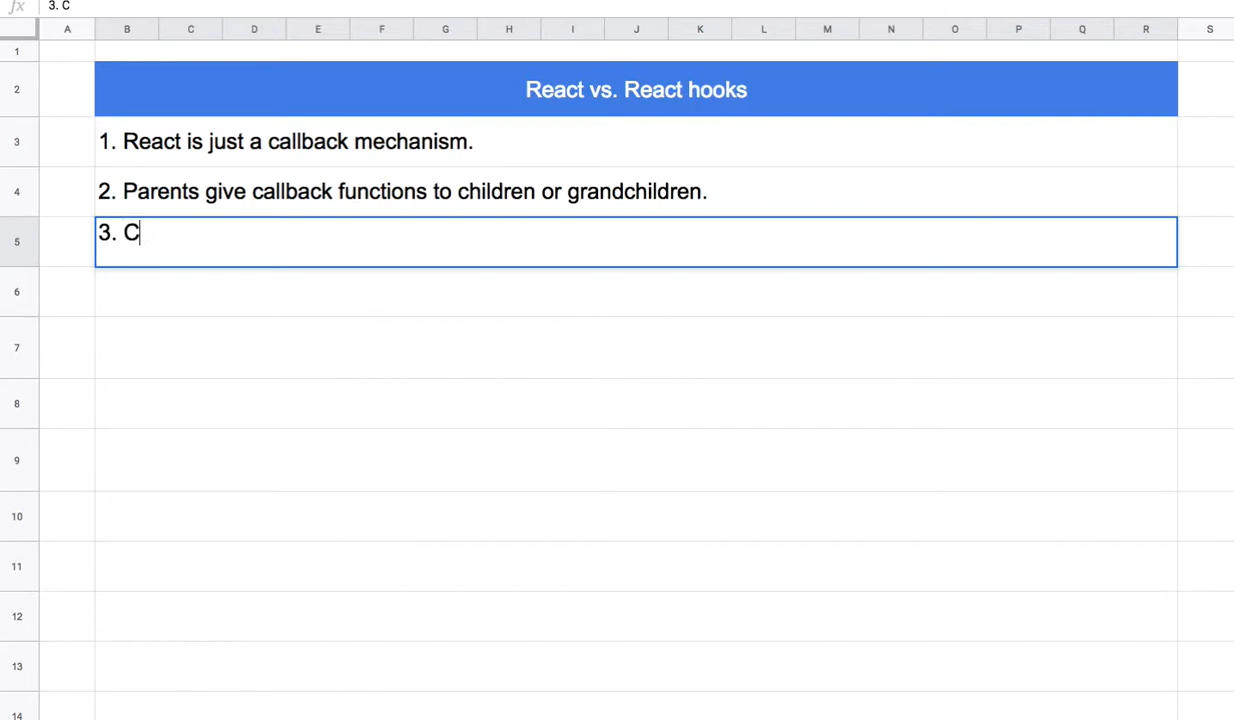 fx 3. C
A B C D E F G H I J K L M N O P Q R S
1
2 React vs. React hooks
3 1. React is just a callback mechanism.
4 2. Parents give callback functions to children or grandchildren.
5 3. C
6
7
8
9
10
11
12
13
14